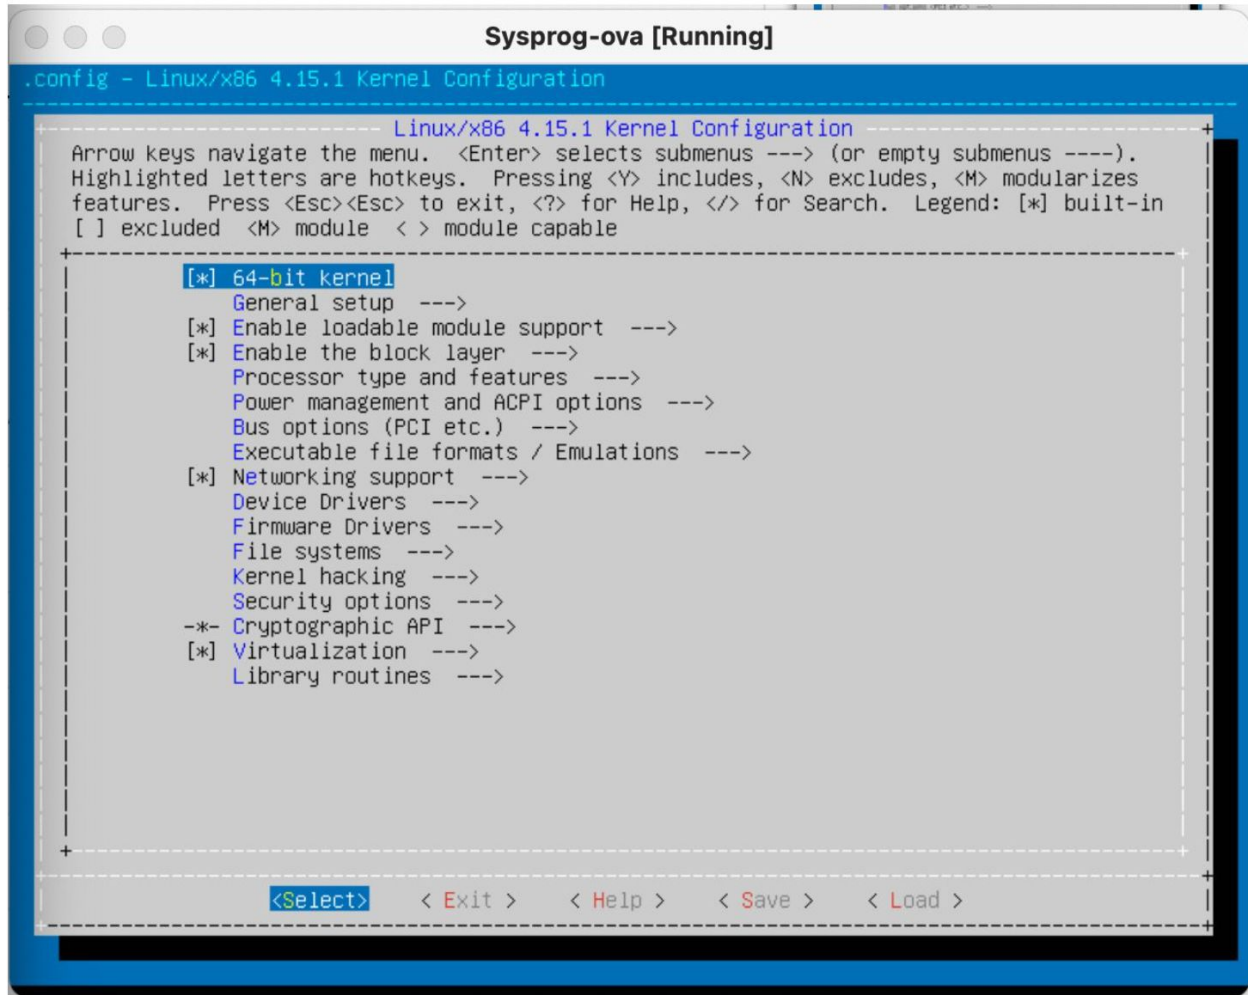 Sysprog-ova [Running]
.config - Linux/x86 4.15.1 Kernel Configuration
Linux/x86 4.15.1 Kernel Configuration
Arrow keys navigate the menu.  <Enter> selects submenus ---> (or empty submenus ----).
Highlighted letters are hotkeys.  Pressing <Y> includes, <N> excludes, <M> modularizes
features.  Press <Esc><Esc> to exit, <?> for Help, </> for Search.  Legend: [*] built-in
[ ] excluded  <M> module  < > module capable
[*] 64-bit kernel
General setup  --->
[*] Enable loadable module support  --->
[*] Enable the block layer  --->
Processor type and features  --->
Power management and ACPI options  --->
Bus options (PCI etc.)  --->
Executable file formats / Emulations  --->
[*] Networking support  --->
Device Drivers  --->
Firmware Drivers  --->
File systems  --->
Kernel hacking  --->
Security options  --->
-*- Cryptographic API  --->
[*] Virtualization  --->
Library routines  --->
<Select>    < Exit >    < Help >    < Save >    < Load >